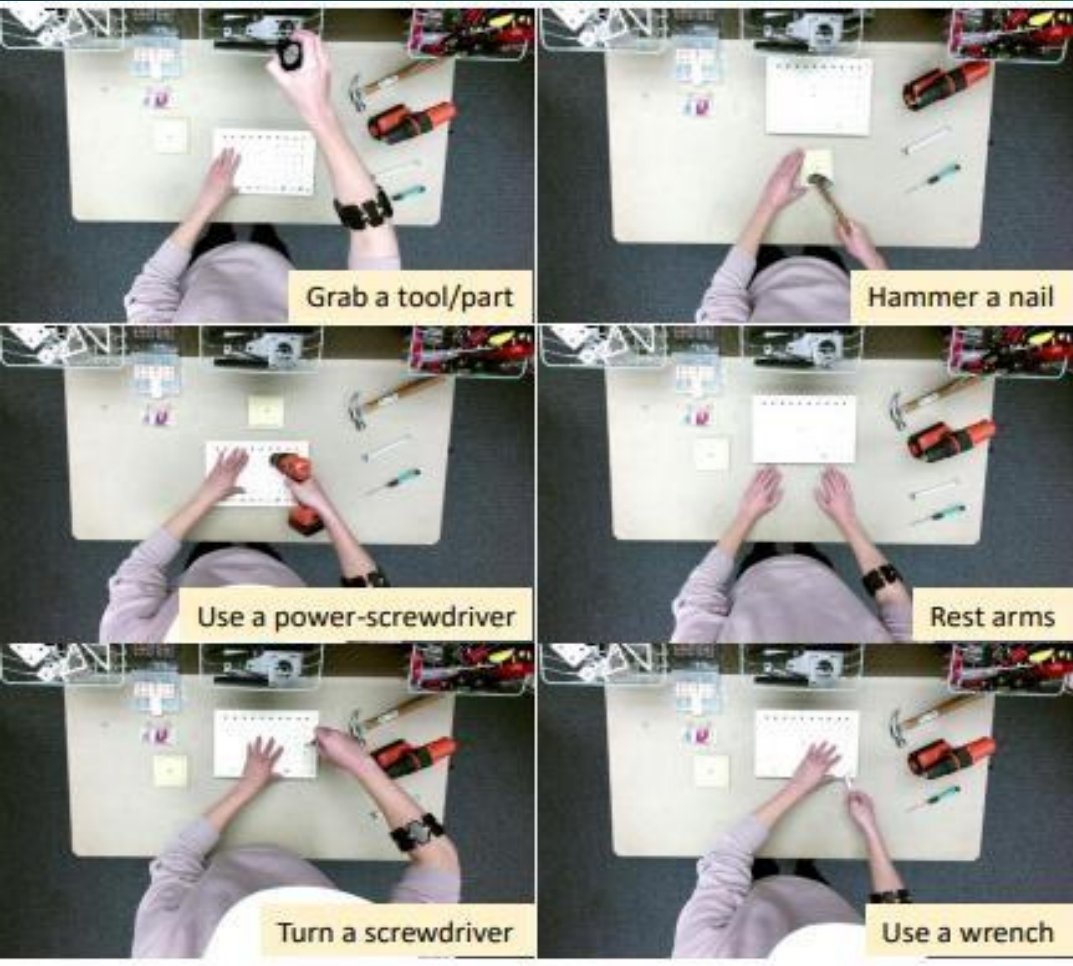 Grab a tool/part
Hammer a nail
Use a power-screwdriver
Rest arms
Turn a screwdriver
Use a wrench